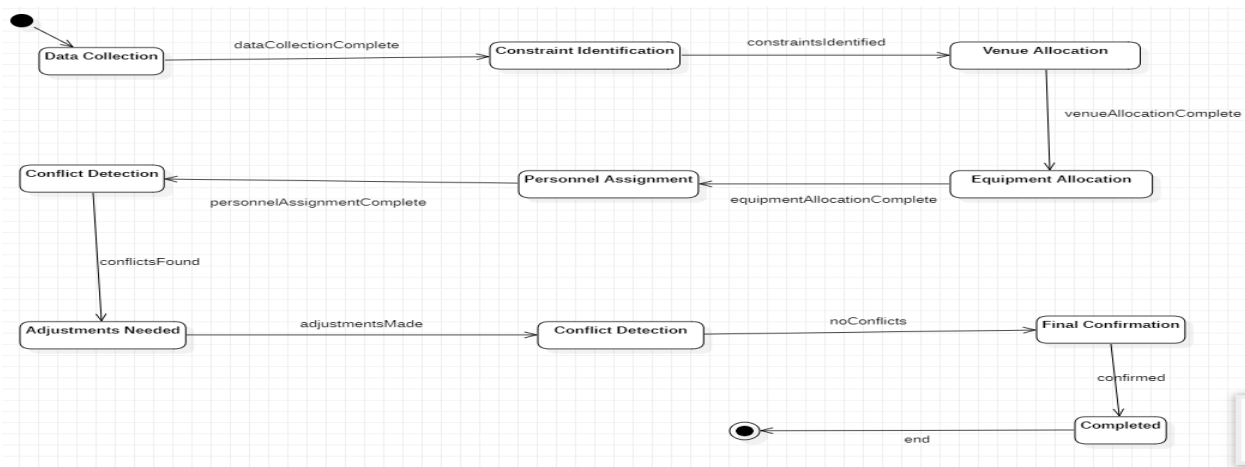 Data Collection
dataCollectionComplete
Constraint Identification
constraintsIdentified
Venue Allocation
venueAllocationComplete
Equipment Allocation
equipmentAllocationComplete
Personnel Assignment
personnelAssignmentComplete
Conflict Detection
conflictsFound
Adjustments Needed
adjustmentsMade
Conflict Detection
noConflicts
Final Confirmation
confirmed
Completed
end